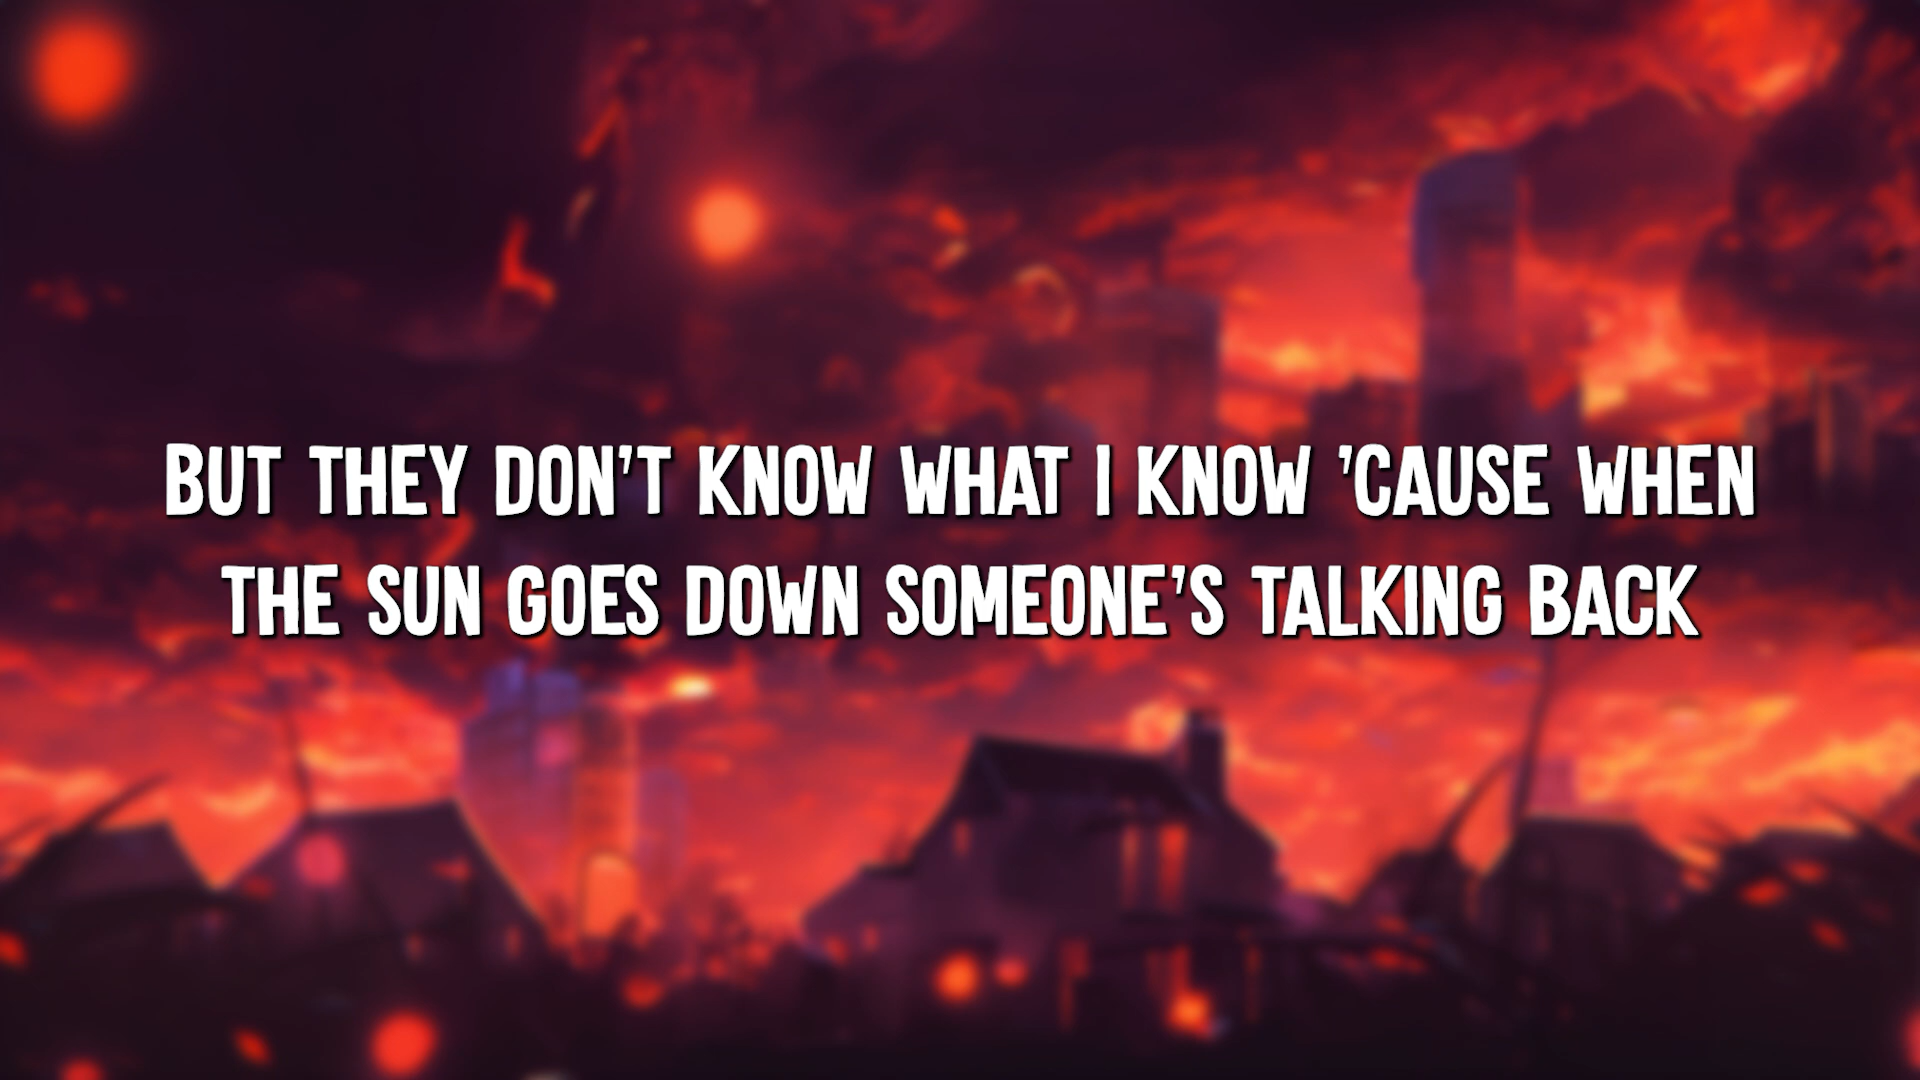 BUT THEY DON'T KNOW WHAT I KNOW 'CAUSE WHEN
THE SUN GOES DOWN SOMEONE'S TALKING BACK